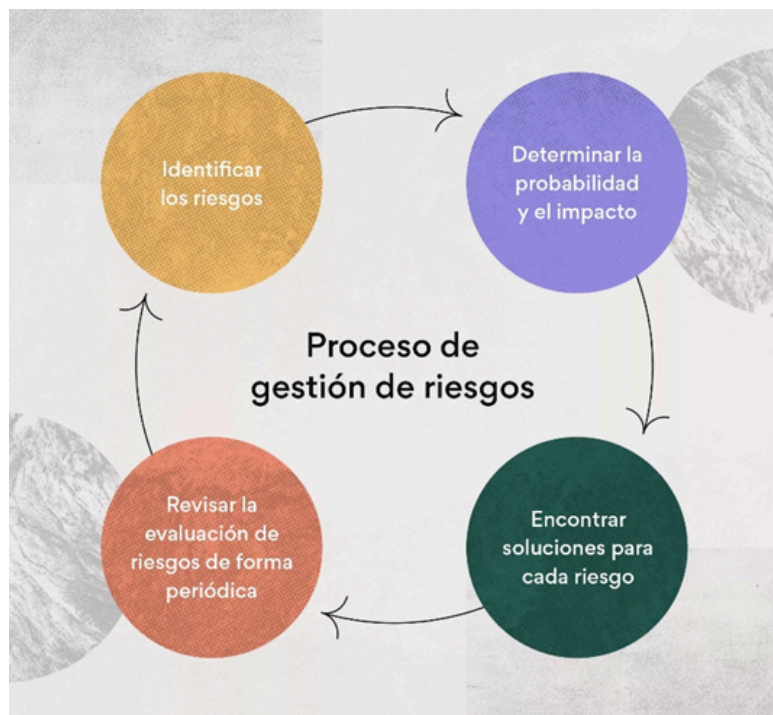 Identificar
los riesgos
Determinar la
probabilidad
y el impacto
Proceso de
gestión de riesgos
Revisar la
evaluación de
riesgos de forma
periódica
Encontrar
soluciones para
cada riesgo